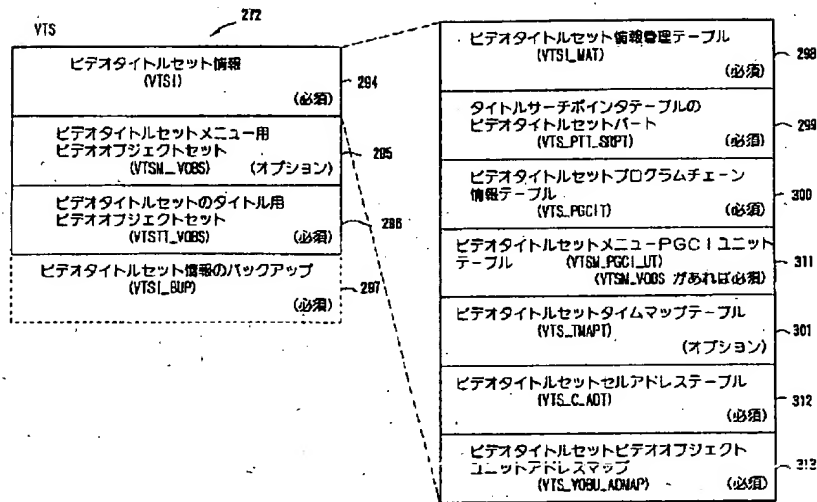 VTS
272
ビデオタイトルセット情報
(VTSI)
(必須)
294
ビデオタイトルセットメニュー用
ビデオオブジェクトセット
(VTSM_VOBS) (オプション)
295
ビデオタイトルセットのタイトル用
ビデオオブジェクトセット
(VTSTT_VOBS) (必須)
296
ビデオタイトルセット情報のバックアップ
(VTSI_BUP)
(必須)
297
ビデオタイトルセット情報管理テーブル
(VTSI_MAT)
(必須)
298
タイトルサーチポインタテーブルの
ビデオタイトルセットパート
(VTS_PTT_SRPT) (必須)
299
ビデオタイトルセットプログラムチェーン
情報テーブル
(VTS_PGCIT) (必須)
300
ビデオタイトルセットメニューPGCIユニット
テーブル (VTSM_PGCI_UT)
(VTSM_VOBS があれば必須)
311
ビデオタイトルセットタイムマップテーブル
(VTS_TMAPT)
(オプション)
301
ビデオタイトルセットセルアドレステーブル
(VTS_C_ADT)
(必須)
312
ビデオタイトルセットビデオオブジェクト
ユニットアドレスマップ
(VTS_VOBU_ADMAP) (必須)
313